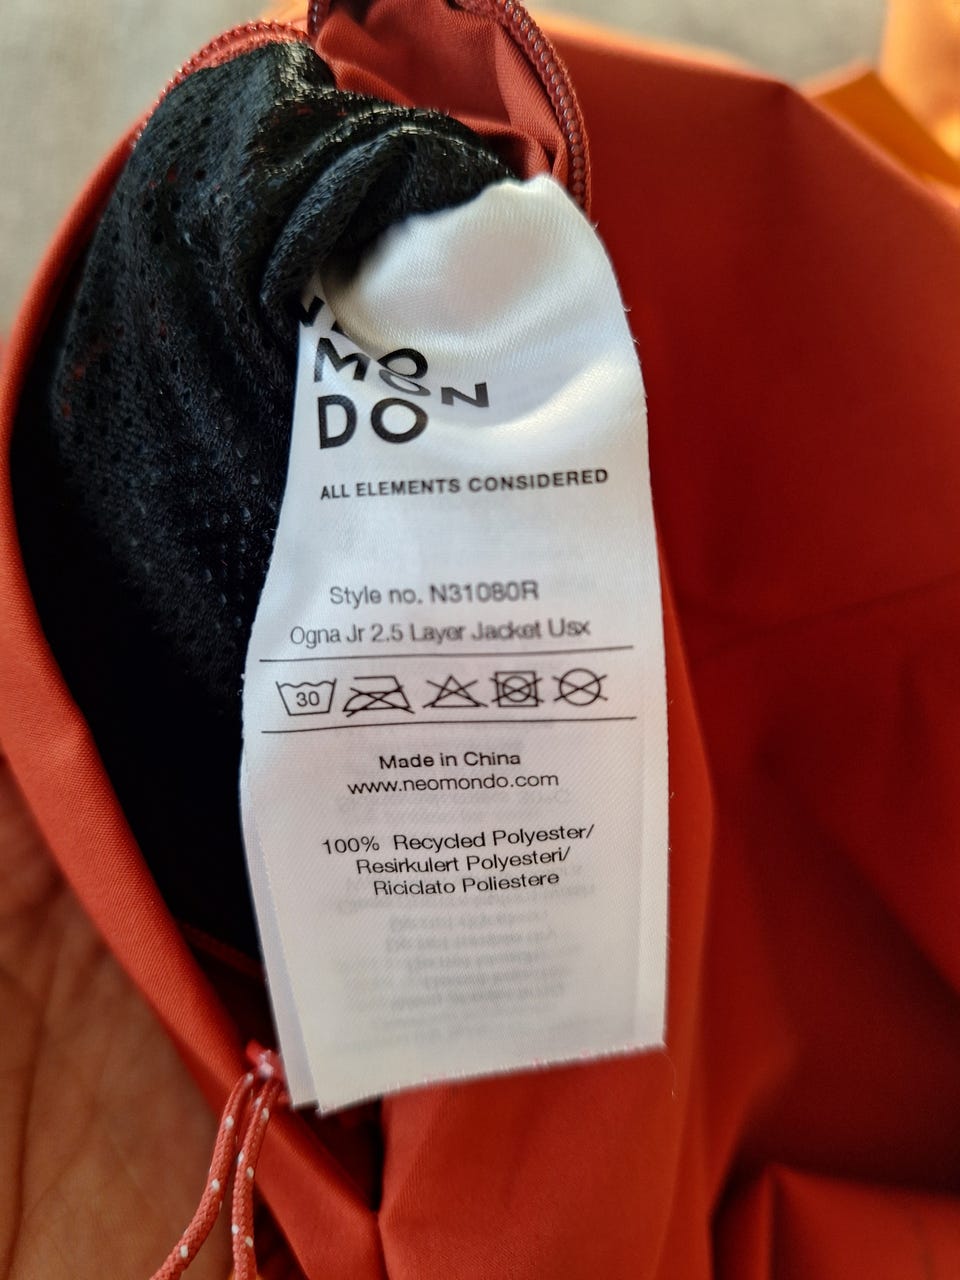 MO
ON
DO
ALL ELEMENTS CONSIDERED
Style no. N31080R
Ogna Jr 2.5 Layer Jacket Usx
30
Made in China
www.neomondo.com
100% Recycled Polyester/
Resirkulert Polyesteri/
Riciclato Poliestere